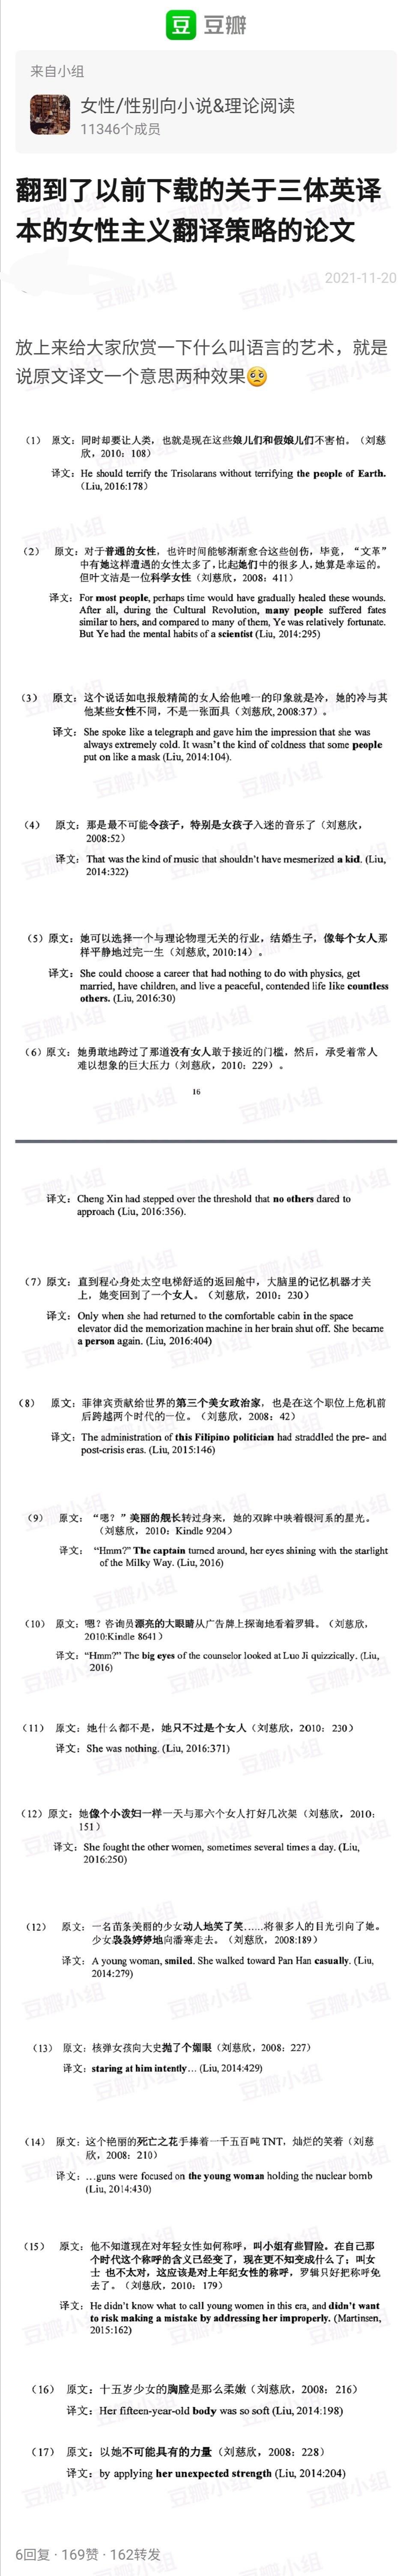 豆瓣
来自小组
女性/性别向小说&理论阅读
11346个成员
翻到了以前下载的关于三体英译
本的女性主义翻译策略的论文
2021-11-20
放上来给大家欣赏一下什么叫语言的艺术，就是
说原文译文一个意思两种效果🥺
（1） 原文：同时却要让人类，也就是现在这些娘儿们和假娘儿们不害怕。（刘慈
欣，2010：108）
译文：He should terrify the Trisolarans without terrifying the people of Earth.
(Liu, 2016:178）
（2） 原文：对于普通的女性，也许时间能够渐渐愈合这些创伤，毕竟，“文革”
中有她这样遭遇的女性太多了，比起她们中的很多人，她算是幸运的。
但叶文洁是一位科学女性（刘慈欣，2008：411）
译文：For most people, perhaps time would have gradually healed these wounds.
After all, during the Cultural Revolution, many people suffered fates
similar to hers, and compared to many of them, Ye was relatively fortunate.
But Ye had the mental habits of a scientist (Liu, 2014:295)
（3） 原文：这个说话如电报般精简的女人给他唯一的印象就是冷，她的冷与其
他某些女性不同，不是一张面具（刘慈欣，2008:37）。
译文：She spoke like a telegraph and gave him the impression that she was
always extremely cold. It wasn't the kind of coldness that some people
put on like a mask (Liu, 2014:104).
（4） 原文：那是最不可能令孩子，特别是女孩子入迷的音乐了（刘慈欣，
2008:52）
译文：That was the kind of music that shouldn't have mesmerized a kid. (Liu,
2014:322)
（5）原文：她可以选择一个与理论物理无关的行业，结婚生子，像每个女人那
样平静地过完一生（刘慈欣，2010:14）。
译文：She could choose a career that had nothing to do with physics, get
married, have children, and live a peaceful, contended life like countless
others. (Liu, 2016:30)
（6）原文：她勇敢地跨过了那道没有女人敢于接近的门槛，然后，承受着常人
难以想象的巨大压力（刘慈欣，2010：229）。
16
译文：Cheng Xin had stepped over the threshold that no others dared to
approach (Liu, 2016:356).
（7）原文：直到程心身处太空电梯舒适的返回舱中，大脑里的记忆机器才关
上，她变回到了一个女人。（刘慈欣，2010：230）
译文：Only when she had returned to the comfortable cabin in the space
elevator did the memorization machine in her brain shut off. She became
a person again. (Liu, 2016:404)
（8） 原文：菲律宾贡献给世界的第三个美女政治家，也是在这个职位上危机前
后跨越两个时代的一位。（刘慈欣，2008：42）
译文：The administration of this Filipino politician had straddled the pre- and
post-crisis eras. (Liu, 2015:146)
（9） 原文：“嗯？”美丽的舰长转过身来，她的双眸中映着银河系的星光。
（刘慈欣，2010：Kindle 9204）
译文：“Hmm?” The captain turned around, her eyes shining with the starlight
of the Milky Way. (Liu, 2016)
（10） 原文：嗯？咨询员漂亮的大眼睛从广告牌上探询地看着罗辑。（刘慈欣，
2010:Kindle 8641）
译文：“Hmm?” The big eyes of the counselor looked at Luo Ji quizzically. (Liu,
2016)
（11） 原文：她什么都不是，她只不过是个女人（刘慈欣，2010：230）
译文：She was nothing. (Liu, 2016:371)
（12）原文：她像个小泼妇一样一天与那六个女人打好几次架（刘慈欣，2010：
151）
译文：She fought the other women, sometimes several times a day. (Liu,
2016:250)
（12） 原文：一名苗条美丽的少女动人地笑了笑……将很多人的目光引向了她。
少女袅袅婷婷地向潘寒走去。（刘慈欣，2008:189）
译文：A young woman, smiled. She walked toward Pan Han casually. (Liu,
2014:279)
（13） 原文：核弹女孩向大史抛了个媚眼（刘慈欣，2008：227）
译文：staring at him intently… (Liu, 2014:429)
（14） 原文：这个艳丽的死亡之花手捧着一千五百吨TNT，灿烂的笑着（刘慈
欣，2008：210）
译文：…guns were focused on the young woman holding the nuclear bomb
(Liu, 2014:430)
（15） 原文：他不知道现在对年轻女性如何称呼，叫小姐有些冒险。在自己那
个时代这个称呼的含义已经变了，现在更不知变成什么了；叫女
士 也不太对，这应该是对上年纪女性的称呼，罗辑只好把称呼免
去了。（刘慈欣，2010：179）
译文：He didn't know what to call young women in this era, and didn't want
to risk making a mistake by addressing her improperly. (Martinsen,
2015:162)
（16） 原文：十五岁少女的胸膛是那么柔嫩（刘慈欣，2008：216）
译文：Her fifteen-year-old body was so soft (Liu, 2014:198)
（17） 原文：以她不可能具有的力量（刘慈欣，2008：228）
译文：by applying her unexpected strength (Liu, 2014:204)
6回复 · 169赞 · 162转发